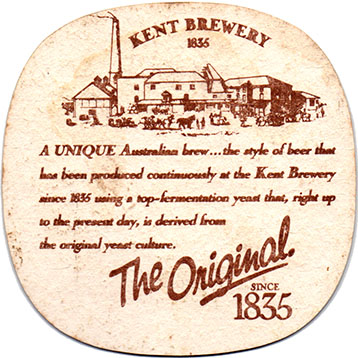 KENT BREWERY
1835
A UNIQUE Australian brew...the style of beer that
has been produced continuously at the Kent Brewery
since 1835 using a top-fermentation yeast that, right up
to the present day, is derived from
the original yeast culture.
The Original.
SINCE
1835